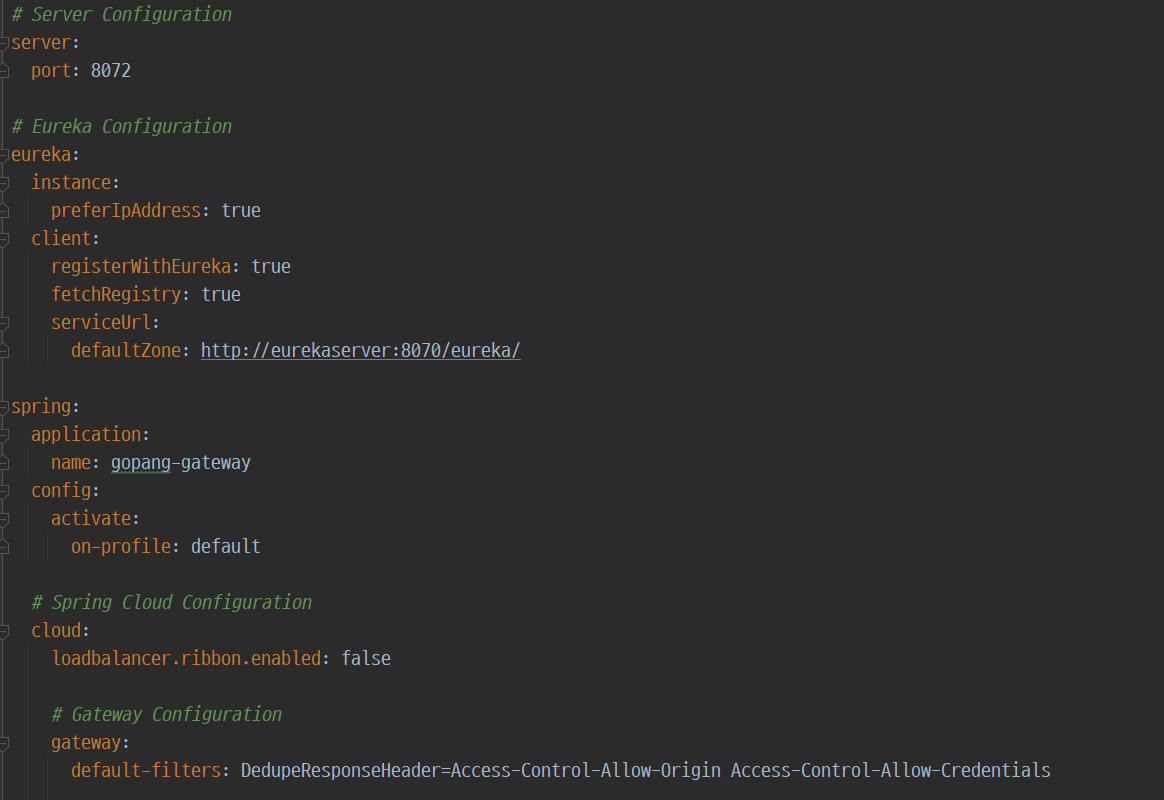 # Server Configuration
server:
  port: 8072
# Eureka Configuration
eureka:
  instance:
    preferIpAddress: true
  client:
    registerWithEureka: true
    fetchRegistry: true
    serviceUrl:
      defaultZone: http://eurekaserver:8070/eureka/
spring:
  application:
    name: gopang-gateway
  config:
    activate:
      on-profile: default
  # Spring Cloud Configuration
  cloud:
    loadbalancer.ribbon.enabled: false
    # Gateway Configuration
    gateway:
      default-filters: DedupeResponseHeader=Access-Control-Allow-Origin Access-Control-Allow-Credentials